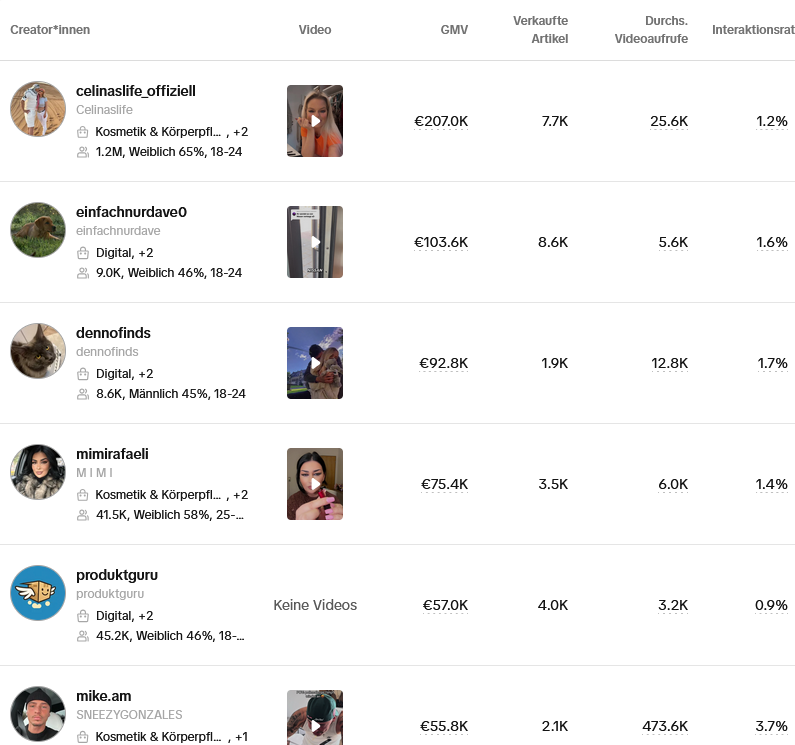 Creator*innen
Video
GMV
Verkaufte
Artikel
Durchs.
Videoaufrufe
Interaktionsrat
celinaslife_offiziell
Celinaslife
Kosmetik & Körperpfl... , +2
1.2M, Weiblich 65%, 18-24
€207.0K
7.7K
25.6K
1.2%
einfachnurdave0
einfachnurdave
Digital, +2
9.0K, Weiblich 46%, 18-24
€103.6K
8.6K
5.6K
1.6%
dennofinds
dennofinds
Digital, +2
8.6K, Männlich 45%, 18-24
€92.8K
1.9K
12.8K
1.7%
mimirafaeli
M I M I
Kosmetik & Körperpfl... , +2
41.5K, Weiblich 58%, 25-...
€75.4K
3.5K
6.0K
1.4%
produktguru
produktguru
Digital, +2
45.2K, Weiblich 46%, 18-...
Keine Videos
€57.0K
4.0K
3.2K
0.9%
mike.am
SNEEZYGONZALES
Kosmetik & Körperpfl... , +1
€55.8K
2.1K
473.6K
3.7%